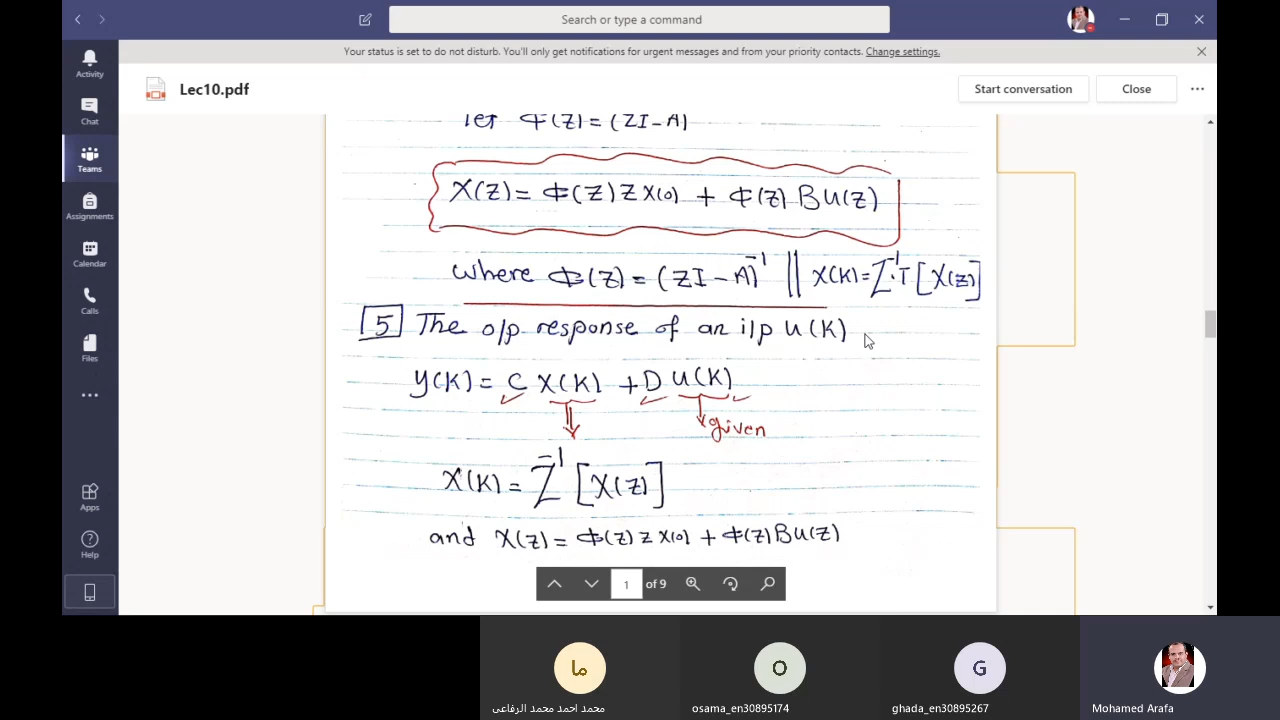 Search or type a command
Your status is set to do not disturb. You'll only get notifications for urgent messages and from your priority contacts. Change settings.
Activity
Chat
Teams
Assignments
Calendar
Calls
Files
Apps
Help
Lec10.pdf
Start conversation
Close
let Φ(Z) = (ZI-A)
X(Z) = Φ(Z) Z X(0) + Φ(Z) B U(Z)
where Φ(Z) = (ZI-A)⁻¹ || X(K) = Z⁻¹.T [X(Z)]
5 The o/p response of an i/p U(K)
Y(K) = C X(K) + D U(K)
given
X(K) = Z⁻¹ [X(Z)]
and X(Z) = Φ(Z) Z X(0) + Φ(Z) B U(Z)
1 of 9
ما
O
G
محمد احمد محمد الرفاعى
osama_en30895174
ghada_en30895267
Mohamed Arafa